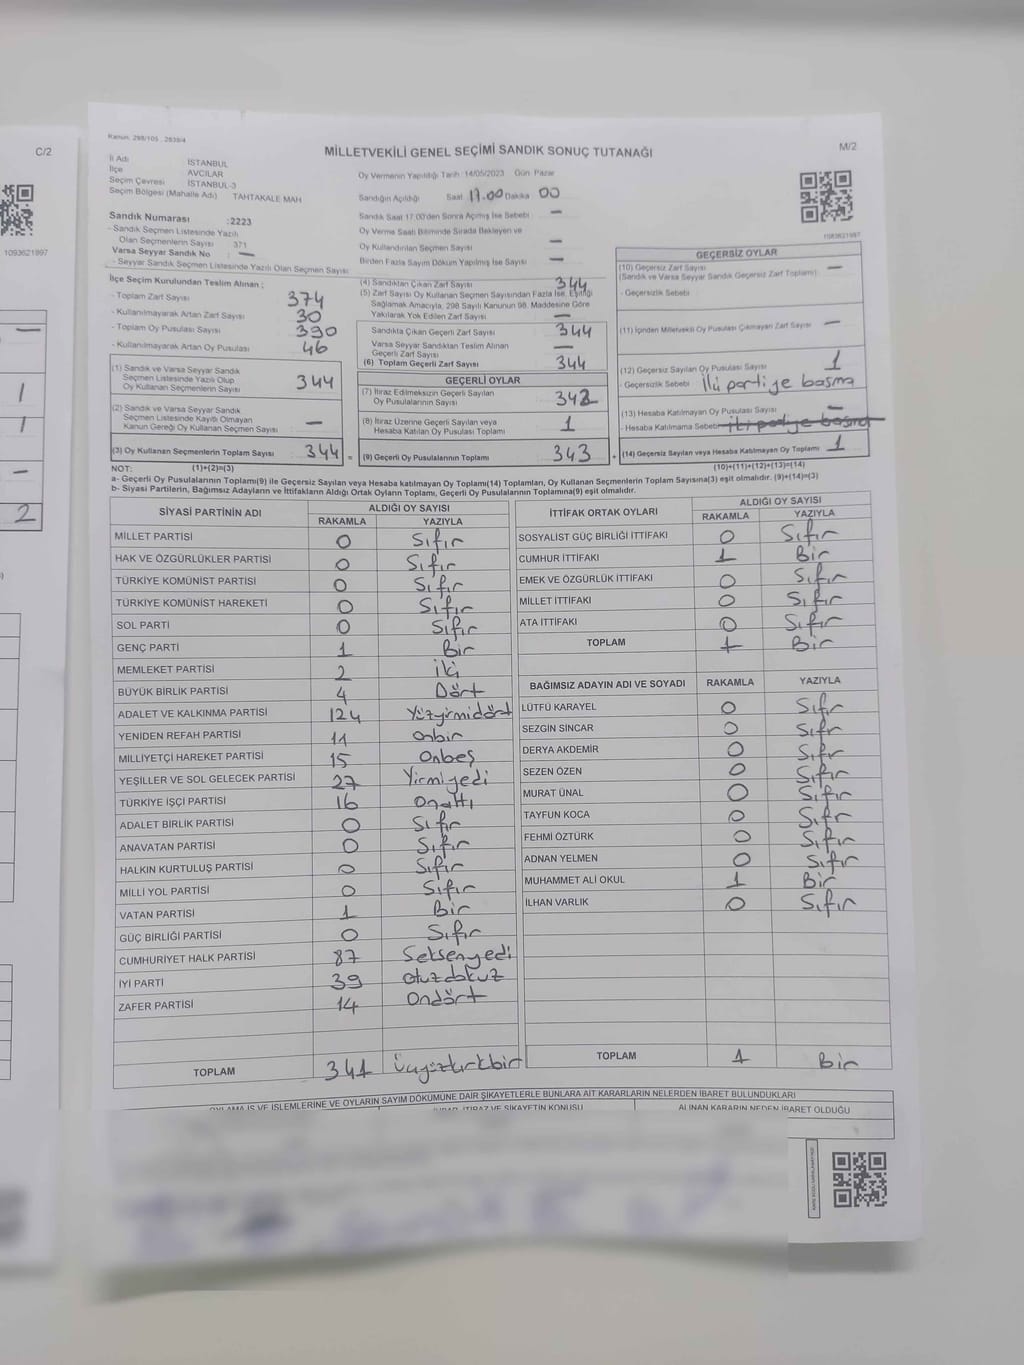 C/2
1093621997
Kanun: 298/105 , 2839/4
MİLLETVEKİLİ GENEL SEÇİMİ SANDIK SONUÇ TUTANAĞI
M/2
İl Adı İSTANBUL
İlçe AVCILAR
Seçim Çevresi İSTANBUL-3
Seçim Bölgesi (Mahalle Adı) TAHTAKALE MAH
Sandık Numarası :2223
- Sandık Seçmen Listesinde Yazılı
Olan Seçmenlerin Sayısı 371
Varsa Seyyar Sandık No : —
- Seyyar Sandık Seçmen Listesinde Yazılı Olan Seçmen Sayısı
Oy Vermenin Yapıldığı Tarih :14/05/2023 Gün Pazar
Sandığın Açıldığı Saat 17.00 Dakika 00
Sandık Saat 17:00'den Sonra Açılmış İse Sebebi —
Oy Verme Saati Bitiminde Sırada Bekleyen ve
Oy Kullandırılan Seçmen Sayısı —
Birden Fazla Sayım Döküm Yapılmış İse Sayısı —
1093621997
İlçe Seçim Kurulundan Teslim Alınan ;
- Toplam Zarf Sayısı 374
- Kullanılmayarak Artan Zarf Sayısı 30
- Toplam Oy Pusulası Sayısı 390
- Kullanılmayarak Artan Oy Pusulası 46
(1) Sandık ve Varsa Seyyar Sandık
Seçmen Listesinde Yazılı Olup
Oy Kullanan Seçmenlerin Sayısı 344
(2) Sandık ve Varsa Seyyar Sandık
Seçmen Listesinde Kayıtlı Olmayan
Kanun Gereği Oy Kullanan Seçmen Sayısı —
(3) Oy Kullanan Seçmenlerin Toplam Sayısı 344 =
(4) Sandıktan Çıkan Zarf Sayısı 344
(5) Zarf Sayısı Oy Kullanan Seçmen Sayısından Fazla İse, Eşitliği
Sağlamak Amacıyla, 298 Sayılı Kanunun 98. Maddesine Göre
Yakılarak Yok Edilen Zarf Sayısı —
Sandıkta Çıkan Geçerli Zarf Sayısı 344
Varsa Seyyar Sandıktan Teslim Alınan
Geçerli Zarf Sayısı —
(6) Toplam Geçerli Zarf Sayısı 344
GEÇERLİ OYLAR
(7) İtiraz Edilmeksizin Geçerli Sayılan
Oy Pusulalarının Sayısı 342
(8) İtiraz Üzerine Geçerli Sayılan veya
Hesaba Katılan Oy Pusulası Toplamı 1
(9) Geçerli Oy Pusulalarının Toplamı 343 +
GEÇERSİZ OYLAR
(10) Geçersiz Zarf Sayısı —
(Sandık ve Varsa Seyyar Sandık Geçersiz Zarf Toplamı)
- Geçersizlik Sebebi
(11) İçinden Milletvekili Oy Pusulası Çıkmayan Zarf Sayısı —
(12) Geçersiz Sayılan Oy Pusulası Sayısı 1
- Geçersizlik Sebebi İki partiye basma
(13) Hesaba Katılmayan Oy Pusulası Sayısı —
- Hesaba Katılmama Sebebi İki partiye basma
(14) Geçersiz Sayılan veya Hesaba Katılmayan Oy Toplamı 1
NOT: (1)+(2)=(3) (10)+(11)+(12)+(13)=(14)
a- Geçerli Oy Pusulalarının Toplamı(9) ile Geçersiz Sayılan veya Hesaba katılmayan Oy Toplamı(14) Toplamları, Oy Kullanan Seçmenlerin Toplam Sayısına(3) eşit olmalıdır. (9)+(14)=(3)
b- Siyasi Partilerin, Bağımsız Adayların ve İttifakların Aldığı Ortak Oyların Toplamı, Geçerli Oy Pusulalarının Toplamına(9) eşit olmalıdır.
SİYASİ PARTİNİN ADI ALDIĞI OY SAYISI
RAKAMLA YAZIYLA
MİLLET PARTİSİ 0 Sıfır
HAK VE ÖZGÜRLÜKLER PARTİSİ 0 Sıfır
TÜRKİYE KOMÜNİST PARTİSİ 0 Sıfır
TÜRKİYE KOMÜNİST HAREKETİ 0 Sıfır
SOL PARTİ 0 Sıfır
GENÇ PARTİ 1 Bir
MEMLEKET PARTİSİ 2 İki
BÜYÜK BİRLİK PARTİSİ 4 Dört
ADALET VE KALKINMA PARTİSİ 124 Yüzyirmidört
YENİDEN REFAH PARTİSİ 11 Onbir
MİLLİYETÇİ HAREKET PARTİSİ 15 Onbeş
YEŞİLLER VE SOL GELECEK PARTİSİ 27 Yirmiyedi
TÜRKİYE İŞÇİ PARTİSİ 16 Onaltı
ADALET BİRLİK PARTİSİ 0 Sıfır
ANAVATAN PARTİSİ 0 Sıfır
HALKIN KURTULUŞ PARTİSİ 0 Sıfır
MİLLİ YOL PARTİSİ 0 Sıfır
VATAN PARTİSİ 1 Bir
GÜÇ BİRLİĞİ PARTİSİ 0 Sıfır
CUMHURİYET HALK PARTİSİ 87 Seksenyedi
İYİ PARTİ 39 otuzdokuz
ZAFER PARTİSİ 14 Ondört
TOPLAM 341 Üçyüzkırkbir
İTTİFAK ORTAK OYLARI ALDIĞI OY SAYISI
RAKAMLA YAZIYLA
SOSYALİST GÜÇ BİRLİĞİ İTTİFAKI 0 Sıfır
CUMHUR İTTİFAKI 1 Bir
EMEK VE ÖZGÜRLÜK İTTİFAKI 0 Sıfır
MİLLET İTTİFAKI 0 Sıfır
ATA İTTİFAKI 0 Sıfır
TOPLAM 1 Bir
BAĞIMSIZ ADAYIN ADI VE SOYADI RAKAMLA YAZIYLA
LÜTFÜ KARAYEL 0 Sıfır
SEZGİN SİNCAR 0 Sıfır
DERYA AKDEMİR 0 Sıfır
SEZEN ÖZEN 0 Sıfır
MURAT ÜNAL 0 Sıfır
TAYFUN KOCA 0 Sıfır
FEHMİ ÖZTÜRK 0 Sıfır
ADNAN YELMEN 0 Sıfır
MUHAMMET ALİ OKUL 1 Bir
İLHAN VARLIK 0 Sıfır
TOPLAM 1 Bir
OYLAMA İŞ VE İŞLEMLERİNE VE OYLARIN SAYIM DÖKÜMÜNE DAİR ŞİKAYETLERLE BUNLARA AİT KARARLARIN NELERDEN İBARET BULUNDUKLARI
İTİRAZ VE ŞİKAYETİN KONUSU ALINAN KARARIN NEDEN İBARET OLDUĞU
—
1
1
—
2